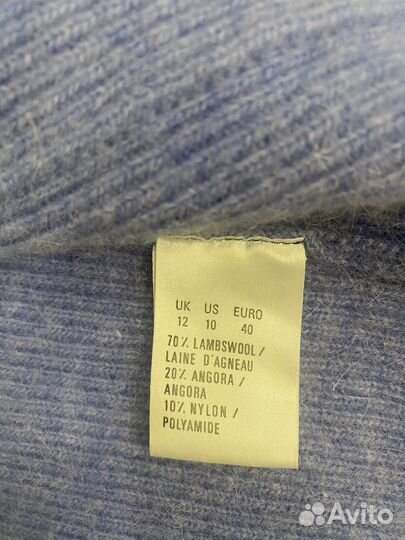 UK US EURO
12 10 40
70% LAMBSWOOL /
LAINE D'AGNEAU
20% ANGORA /
ANGORA
10% NYLON /
POLYAMIDE
Avito